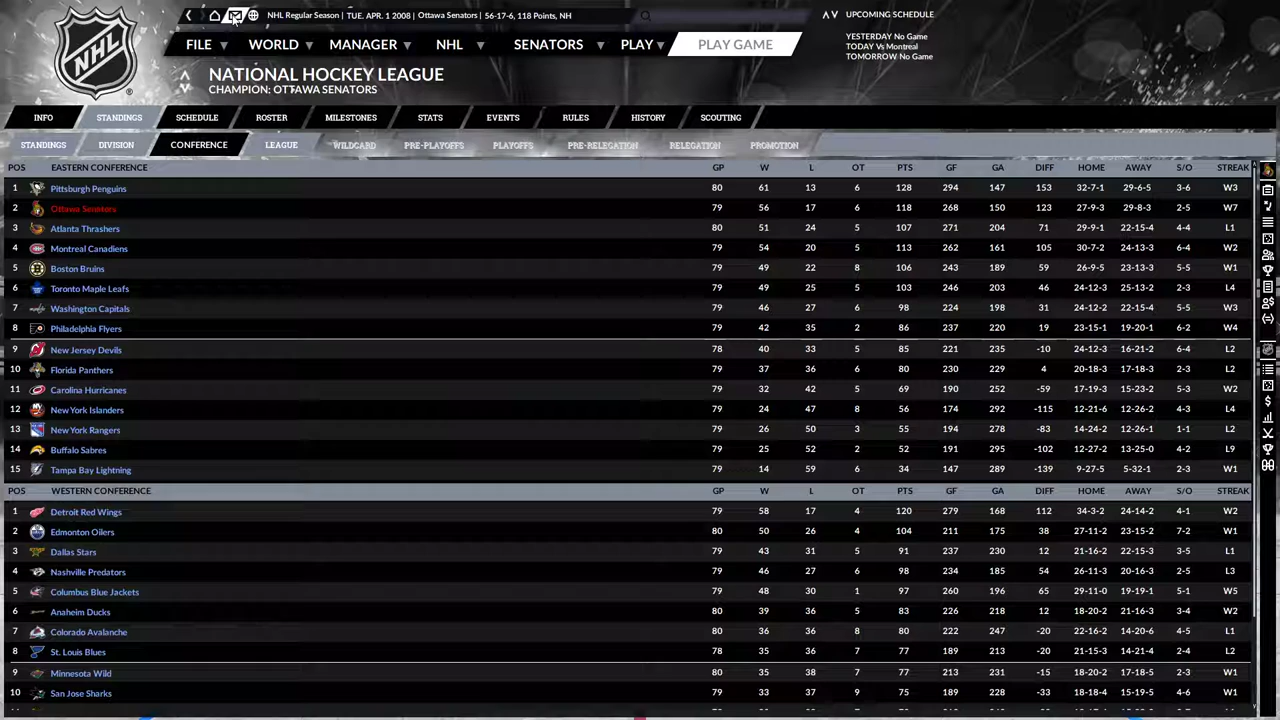 NHL Regular Season | TUE. APR. 1 2008 | Ottawa Senators | 56-17-6, 118 Points, NH
UPCOMING SCHEDULE
YESTERDAY No Game
TODAY Vs Montreal
TOMORROW No Game
FILE WORLD MANAGER NHL SENATORS PLAY PLAY GAME
NHL
NATIONAL HOCKEY LEAGUE
CHAMPION: OTTAWA SENATORS
INFO STANDINGS SCHEDULE ROSTER MILESTONES STATS EVENTS RULES HISTORY SCOUTING
STANDINGS DIVISION CONFERENCE LEAGUE WILDCARD PRE-PLAYOFFS PLAYOFFS PRE-RELEGATION RELEGATION PROMOTION
POS EASTERN CONFERENCE GP W L OT PTS GF GA DIFF HOME AWAY S/O STREAK
1 Pittsburgh Penguins 80 61 13 6 128 294 147 153 32-7-1 29-6-5 3-6 W3
2 Ottawa Senators 79 56 17 6 118 268 150 123 27-9-3 29-8-3 2-5 W7
3 Atlanta Thrashers 80 51 24 5 107 271 204 71 29-9-1 22-15-4 4-4 L1
4 Montreal Canadiens 79 54 20 5 113 262 161 105 30-7-2 24-13-3 6-4 W2
5 Boston Bruins 79 49 22 8 106 243 189 59 26-9-5 23-13-3 5-5 W1
6 Toronto Maple Leafs 79 49 25 5 103 246 203 46 24-12-3 25-13-2 2-3 L4
7 Washington Capitals 79 46 27 6 98 224 198 31 24-12-2 22-15-4 5-5 W3
8 Philadelphia Flyers 79 42 35 2 86 237 220 19 23-15-1 19-20-1 6-2 W4
9 New Jersey Devils 78 40 33 5 85 221 235 -10 24-12-3 16-21-2 6-4 L2
10 Florida Panthers 79 37 36 6 80 230 229 4 20-18-3 17-18-3 2-3 L2
11 Carolina Hurricanes 79 32 42 5 69 190 252 -59 17-19-3 15-23-2 5-3 W2
12 New York Islanders 79 24 47 8 56 174 292 -115 12-21-6 12-26-2 4-3 L4
13 New York Rangers 79 26 50 3 55 194 278 -83 14-24-2 12-26-1 1-1 L2
14 Buffalo Sabres 79 25 52 2 52 191 295 -102 12-27-2 13-25-0 4-2 L9
15 Tampa Bay Lightning 79 14 59 6 34 147 289 -139 9-27-5 5-32-1 2-3 W1
POS WESTERN CONFERENCE GP W L OT PTS GF GA DIFF HOME AWAY S/O STREAK
1 Detroit Red Wings 79 58 17 4 120 279 168 112 34-3-2 24-14-2 4-1 W2
2 Edmonton Oilers 80 50 26 4 104 211 175 38 27-11-2 23-15-2 7-2 W1
3 Dallas Stars 79 43 31 5 91 237 230 12 21-16-2 22-15-3 3-5 L1
4 Nashville Predators 79 46 27 6 98 234 185 54 26-11-3 20-16-3 2-5 L3
5 Columbus Blue Jackets 79 48 30 1 97 260 196 65 29-11-0 19-19-1 5-1 W5
6 Anaheim Ducks 80 39 36 5 83 226 218 12 18-20-2 21-16-3 3-4 W2
7 Colorado Avalanche 80 36 36 8 80 222 247 -20 22-16-2 14-20-6 4-5 L1
8 St. Louis Blues 78 35 36 7 77 189 213 -20 21-15-3 14-21-4 2-4 L2
9 Minnesota Wild 80 35 38 7 77 213 231 -15 18-20-2 17-18-5 2-3 W1
10 San Jose Sharks 79 33 37 9 75 189 228 -33 18-18-4 15-19-5 4-6 W1